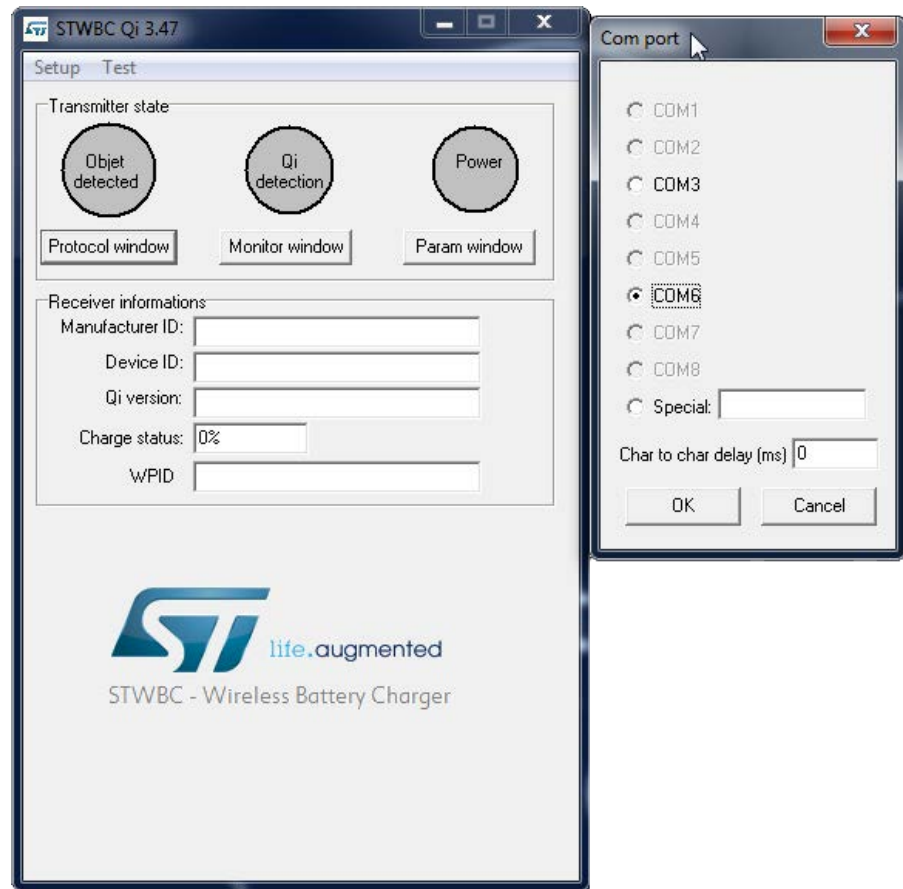 STWBC Qi 3.47
Setup Test
Transmitter state
Objet
detected
Qi
detection
Power
Protocol window
Monitor window
Param window
Receiver informations
Manufacturer ID:
Device ID:
Qi version:
Charge status: 0%
WPID
ST life.augmented
STWBC - Wireless Battery Charger
Com port
COM1
COM2
COM3
COM4
COM5
COM6
COM7
COM8
Special:
Char to char delay (ms) 0
OK Cancel